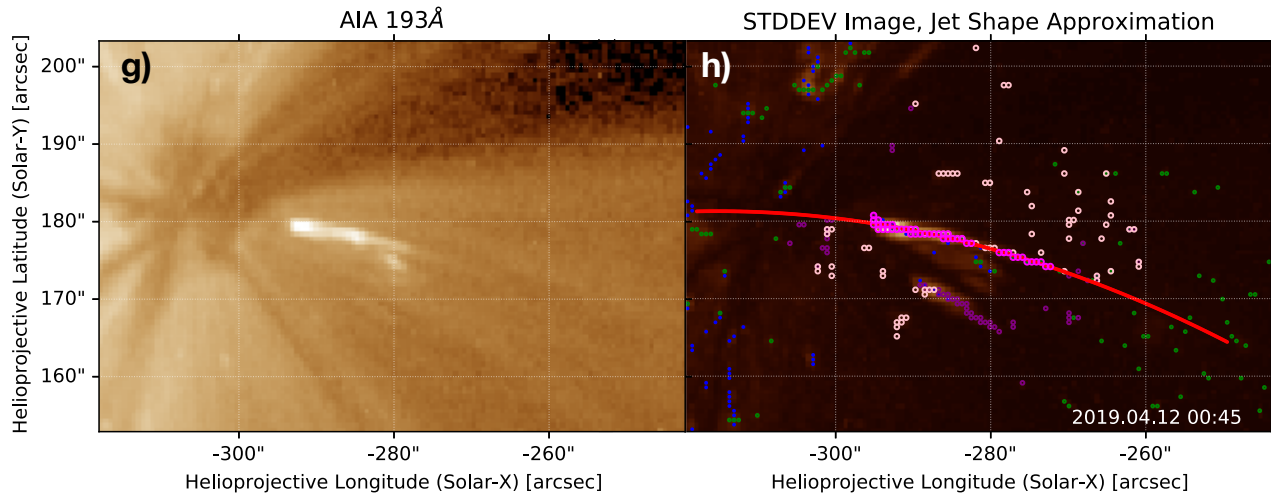 AIA 193Å
STDDEV Image, Jet Shape Approximation
g)
h)
Helioprojective Latitude (Solar-Y) [arcsec]
200"
190"
180"
170"
160"
2019.04.12 00:45
-300"
-280"
-260"
-300"
-280"
-260"
Helioprojective Longitude (Solar-X) [arcsec]
Helioprojective Longitude (Solar-X) [arcsec]